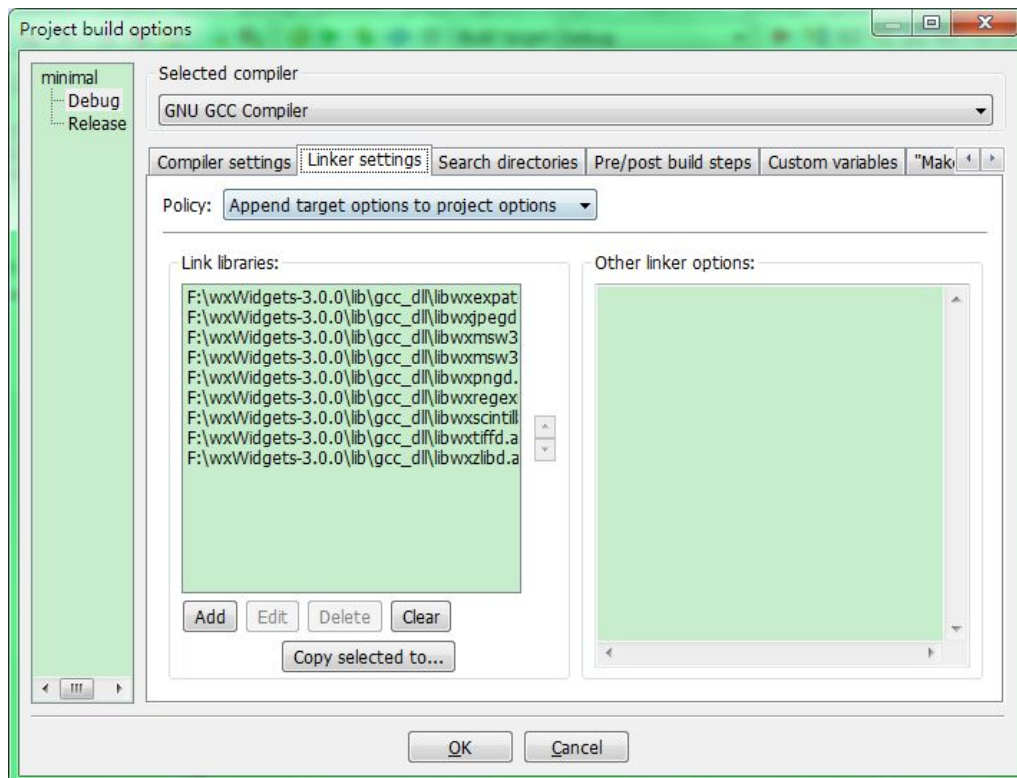 Project build options
minimal
Debug
Release
Selected compiler
GNU GCC Compiler
Compiler settings
Linker settings
Search directories
Pre/post build steps
Custom variables
"Make
Policy:
Append target options to project options
Link libraries:
F:\wxWidgets-3.0.0\lib\gcc_dll\libwxexpat
F:\wxWidgets-3.0.0\lib\gcc_dll\libwxjpegd
F:\wxWidgets-3.0.0\lib\gcc_dll\libwxmsw3
F:\wxWidgets-3.0.0\lib\gcc_dll\libwxmsw3
F:\wxWidgets-3.0.0\lib\gcc_dll\libwxpngd.
F:\wxWidgets-3.0.0\lib\gcc_dll\libwxregex
F:\wxWidgets-3.0.0\lib\gcc_dll\libwxscintill
F:\wxWidgets-3.0.0\lib\gcc_dll\libwxtiffd.a
F:\wxWidgets-3.0.0\lib\gcc_dll\libwxzlibd.a
Add
Edit
Delete
Clear
Copy selected to...
Other linker options:
OK
Cancel